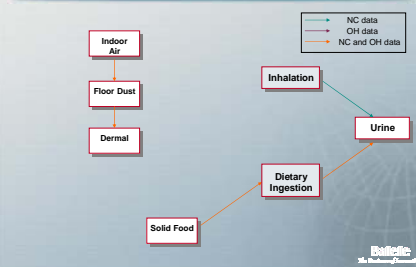 NC data
OH data
NC and OH data
Indoor
Air
Inhalation
Floor Dust
Urine
Dermal
Dietary
Ingestion
Solid Food
Battelle